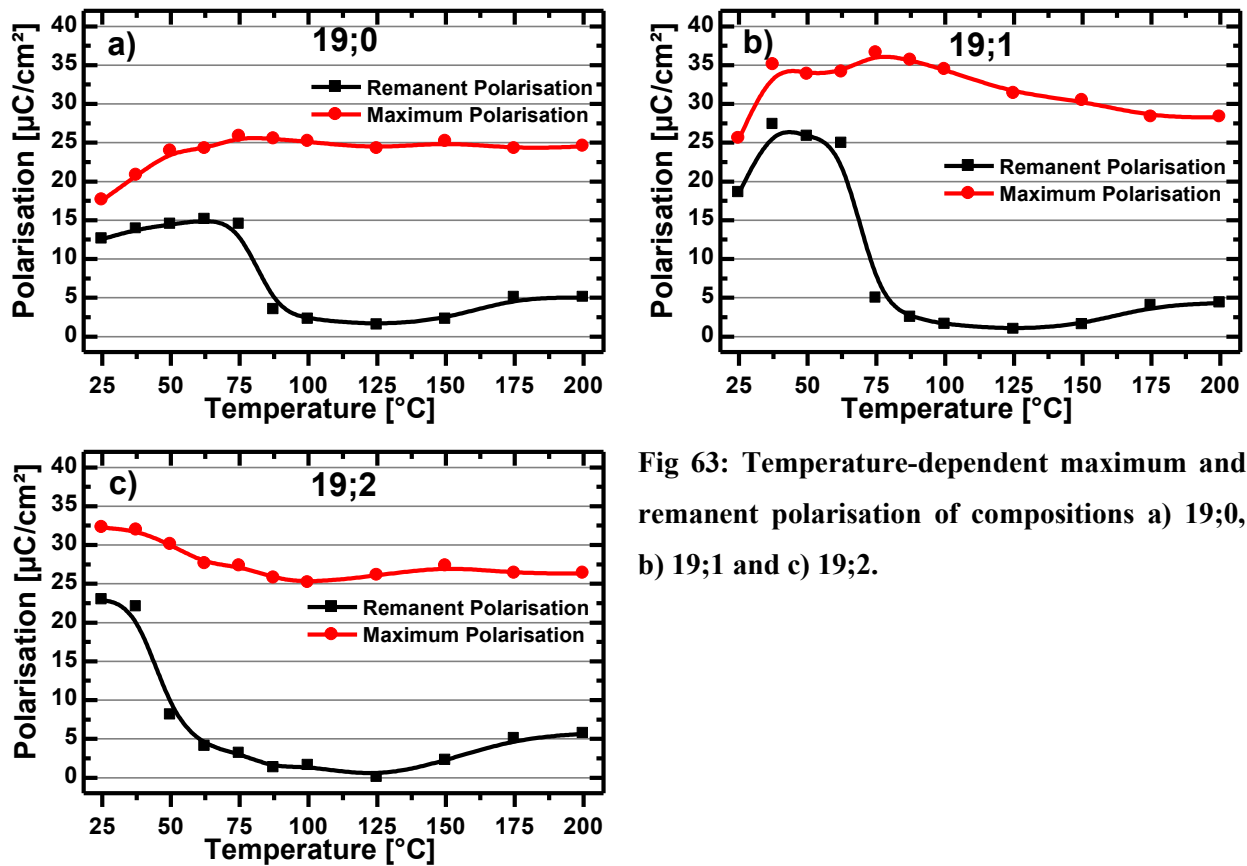 a)
19;0
Remanent Polarisation
Maximum Polarisation
Polarisation [µC/cm²]
40
35
30
25
20
15
10
5
0
25 50 75 100 125 150 175 200
Temperature [°C]
b)
19;1
Remanent Polarisation
Maximum Polarisation
Polarisation [µC/cm²]
40
35
30
25
20
15
10
5
0
25 50 75 100 125 150 175 200
Temperature [°C]
c)
19;2
Remanent Polarisation
Maximum Polarisation
Polarisation [µC/cm²]
40
35
30
25
20
15
10
5
0
25 50 75 100 125 150 175 200
Temperature [°C]
Fig 63: Temperature-dependent maximum and
remanent polarisation of compositions a) 19;0,
b) 19;1 and c) 19;2.